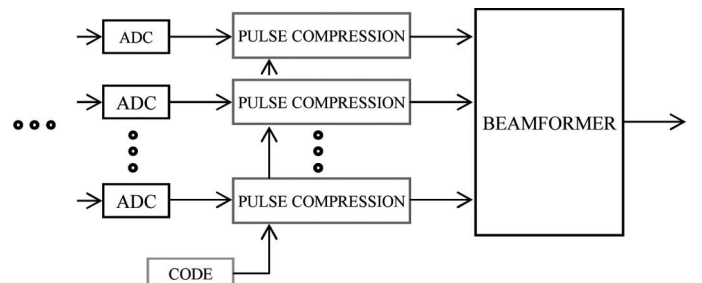 ADC
PULSE COMPRESSION
ADC
PULSE COMPRESSION
BEAMFORMER
ADC
PULSE COMPRESSION
CODE